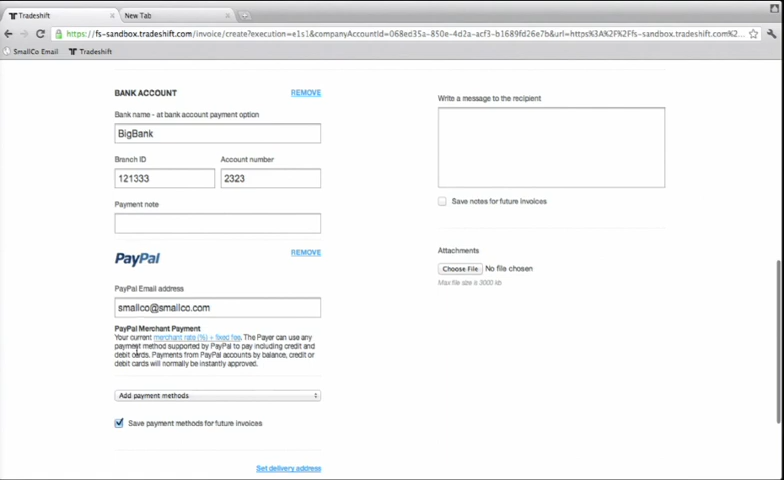 Tradeshift
New Tab
https://fs-sandbox.tradeshift.com/invoice/create?execution=e1s1&companyAccountId=068ed35a-850e-4d2a-acf3-b1689fd26e7b&url=https%3A%2F%2Ffs-sandbox.tradeshift.com%2...
SmallCo Email
Tradeshift
BANK ACCOUNT
REMOVE
Bank name - at bank account payment option
BigBank
Branch ID
Account number
121333
2323
Payment note
PayPal
REMOVE
PayPal Email address
smallco@smallco.com
PayPal Merchant Payment
Your current merchant rate (%) + fixed fee. The Payer can use any
payment method supported by PayPal to pay including credit and
debit cards. Payments from PayPal accounts by balance, credit or
debit cards will normally be instantly approved.
Add payment methods
Save payment methods for future invoices
Set delivery address
Write a message to the recipient
Save notes for future invoices
Attachments
Choose File
No file chosen
Max file size is 3000 kb